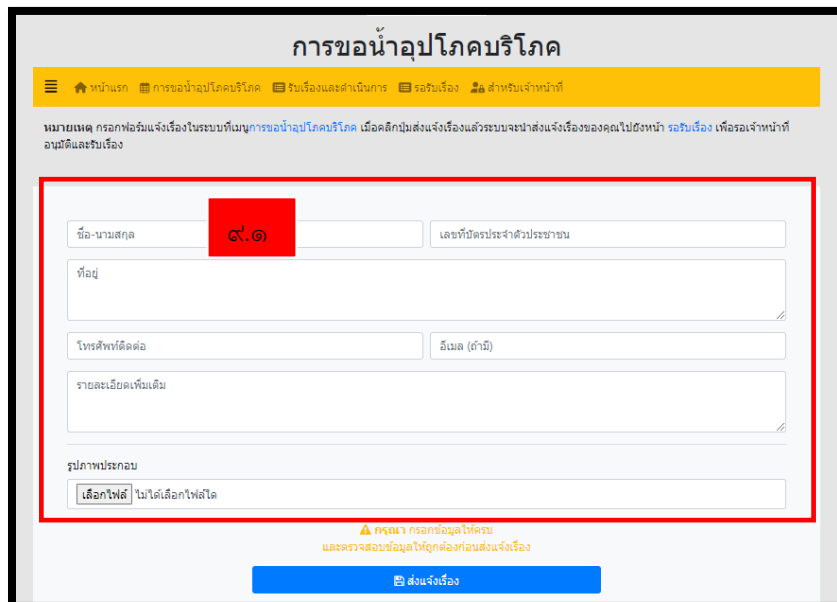 การขอน้ำอุปโภคบริโภค
หน้าแรก การขอน้ำอุปโภคบริโภค รับเรื่องและดำเนินการ รอรับเรื่อง สำหรับเจ้าหน้าที่
หมายเหตุ กรอกฟอร์มแจ้งเรื่องในระบบที่เมนูการขอน้ำอุปโภคบริโภค เมื่อคลิกปุ่มส่งแจ้งเรื่องแล้วระบบจะนำส่งแจ้งเรื่องของคุณไปยังหน้า รอรับเรื่อง เพื่อรอเจ้าหน้าที่
อนุมัติและรับเรื่อง
ชื่อ-นามสกุล ๙.๑ เลขที่บัตรประจำตัวประชาชน
ที่อยู่
โทรศัพท์ติดต่อ อีเมล (ถ้ามี)
รายละเอียดเพิ่มเติม
รูปภาพประกอบ
เลือกไฟล์ ไม่ได้เลือกไฟล์ใด
กรุณา กรอกข้อมูลให้ครบ
และตรวจสอบข้อมูลให้ถูกต้องก่อนส่งแจ้งเรื่อง
ส่งแจ้งเรื่อง